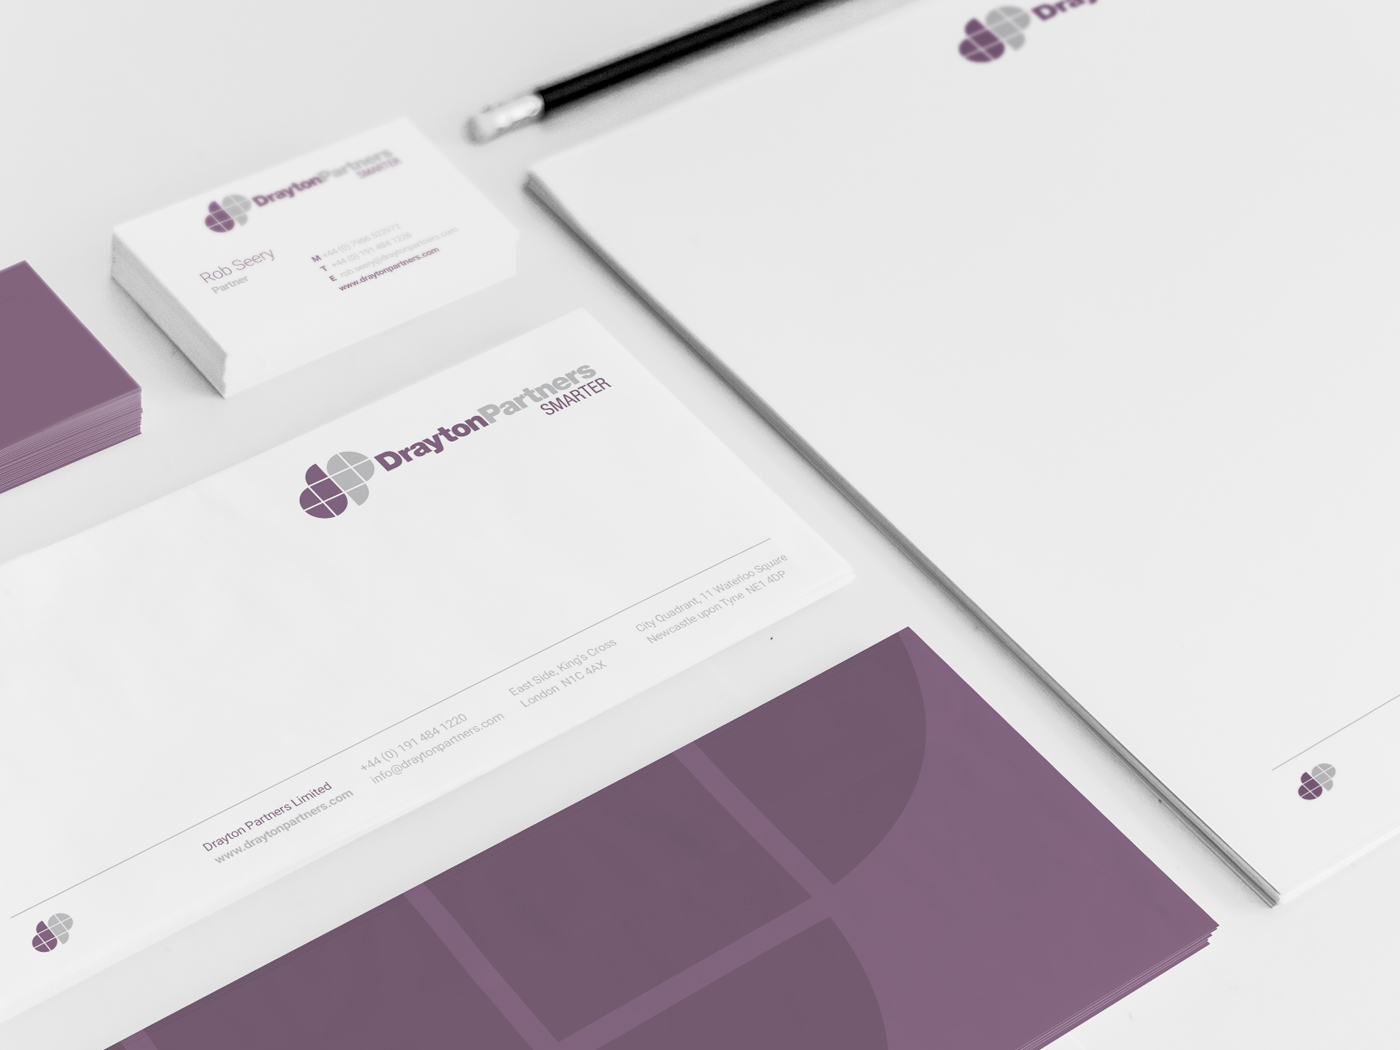 Drayton
DraytonPartners
SMARTER
Rob Seery
Partner
M +44 (0) 7966 522972
T +44 (0) 191 484 1226
E rob.seery@draytonpartners.com
www.draytonpartners.com
DraytonPartners
SMARTER
Drayton Partners Limited
www.draytonpartners.com
+44 (0) 191 484 1220
info@draytonpartners.com
East Side, King's Cross
London N1C 4AX
City Quadrant, 11 Waterloo Square
Newcastle upon Tyne NE1 4DP